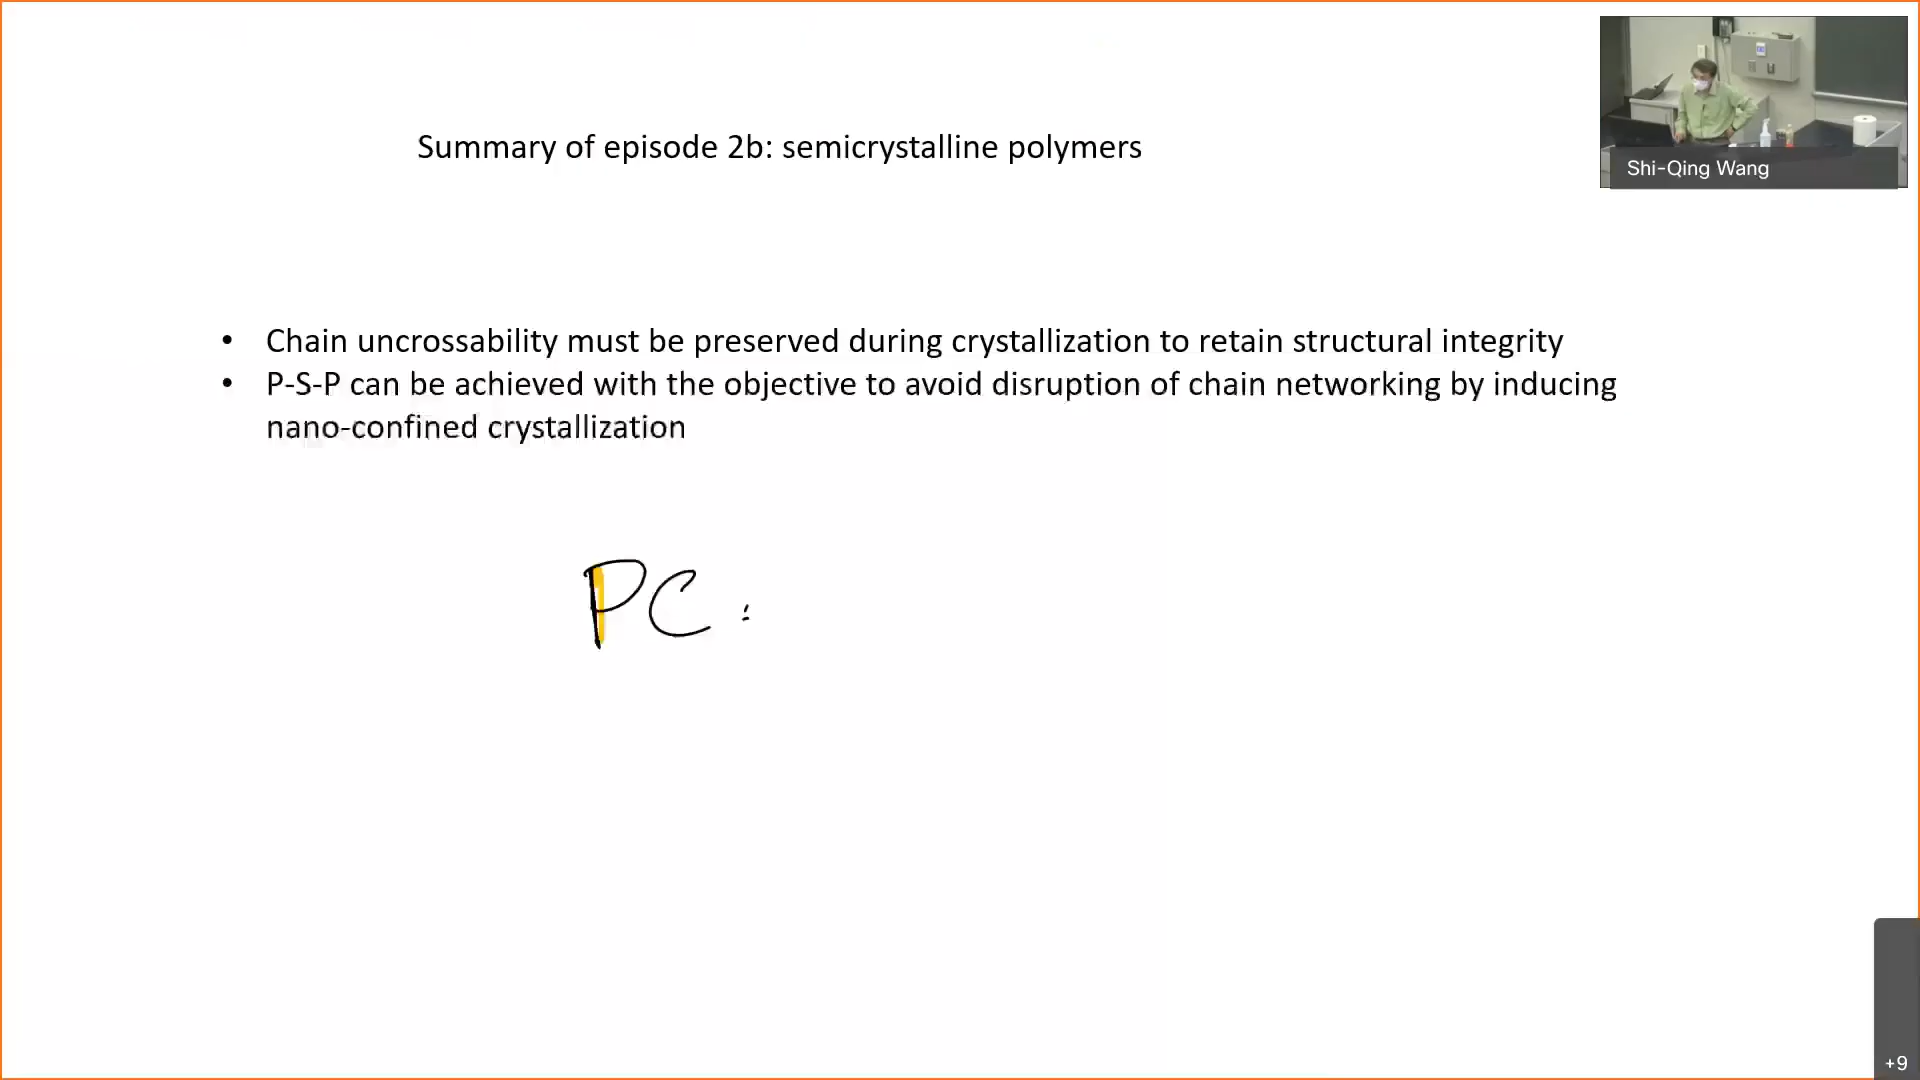 Summary of episode 2b: semicrystalline polymers
Shi-Qing Wang
• Chain uncrossability must be preserved during crystallization to retain structural integrity
• P-S-P can be achieved with the objective to avoid disruption of chain networking by inducing
nano-confined crystallization
PC :
+9